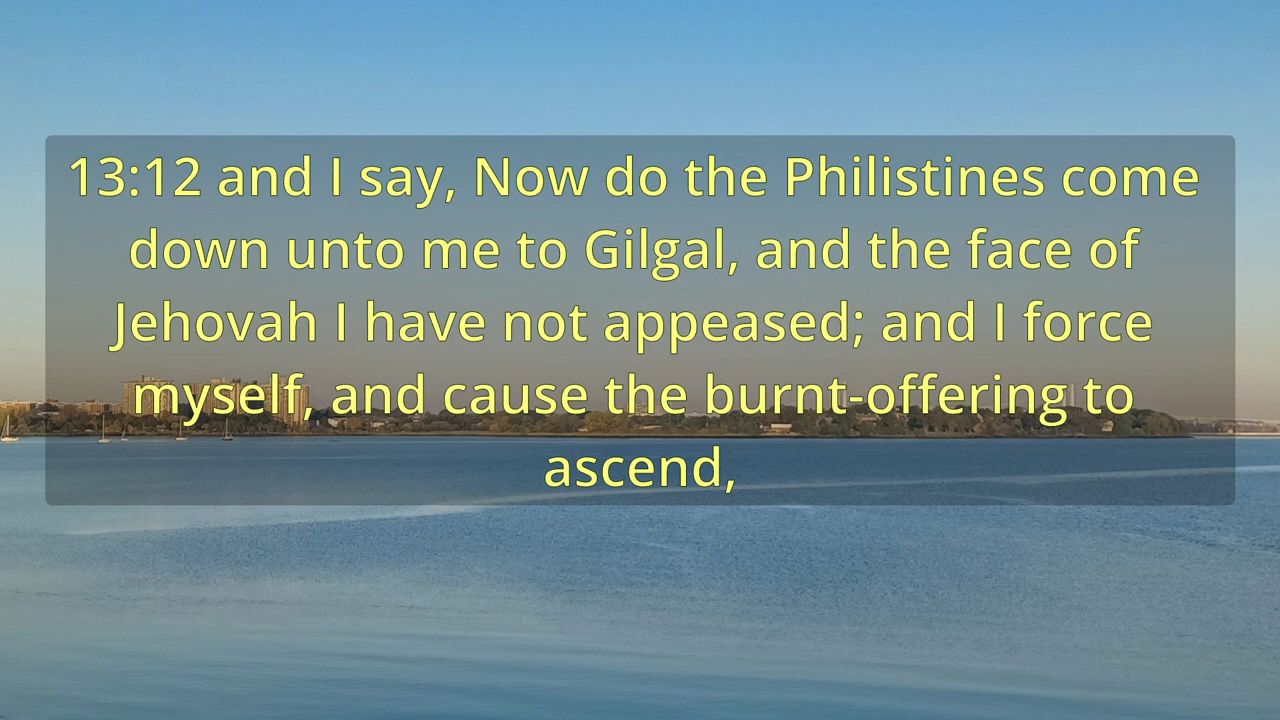 13:12 and I say, Now do the Philistines come
down unto me to Gilgal, and the face of
Jehovah I have not appeased; and I force
myself, and cause the burnt-offering to
ascend,